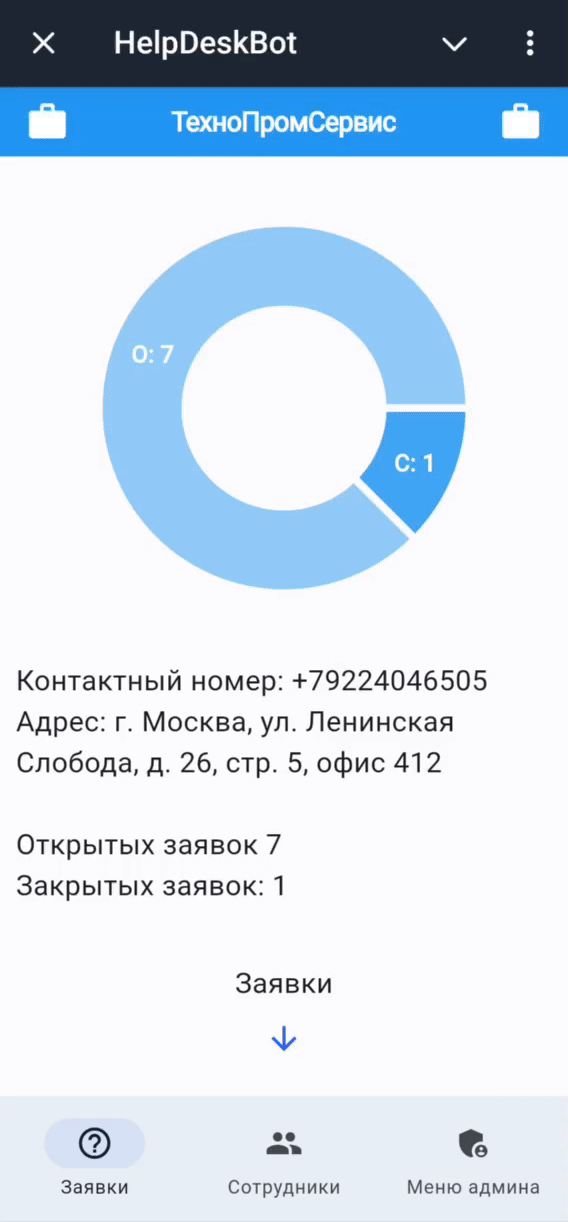 HelpDeskBot
ТехноПромСервис
О: 7
С: 1
Контактный номер: +79224046505
Адрес: г. Москва, ул. Ленинская
Слобода, д. 26, стр. 5, офис 412
Открытых заявок 7
Закрытых заявок: 1
Заявки
Заявки
Сотрудники
Меню админа